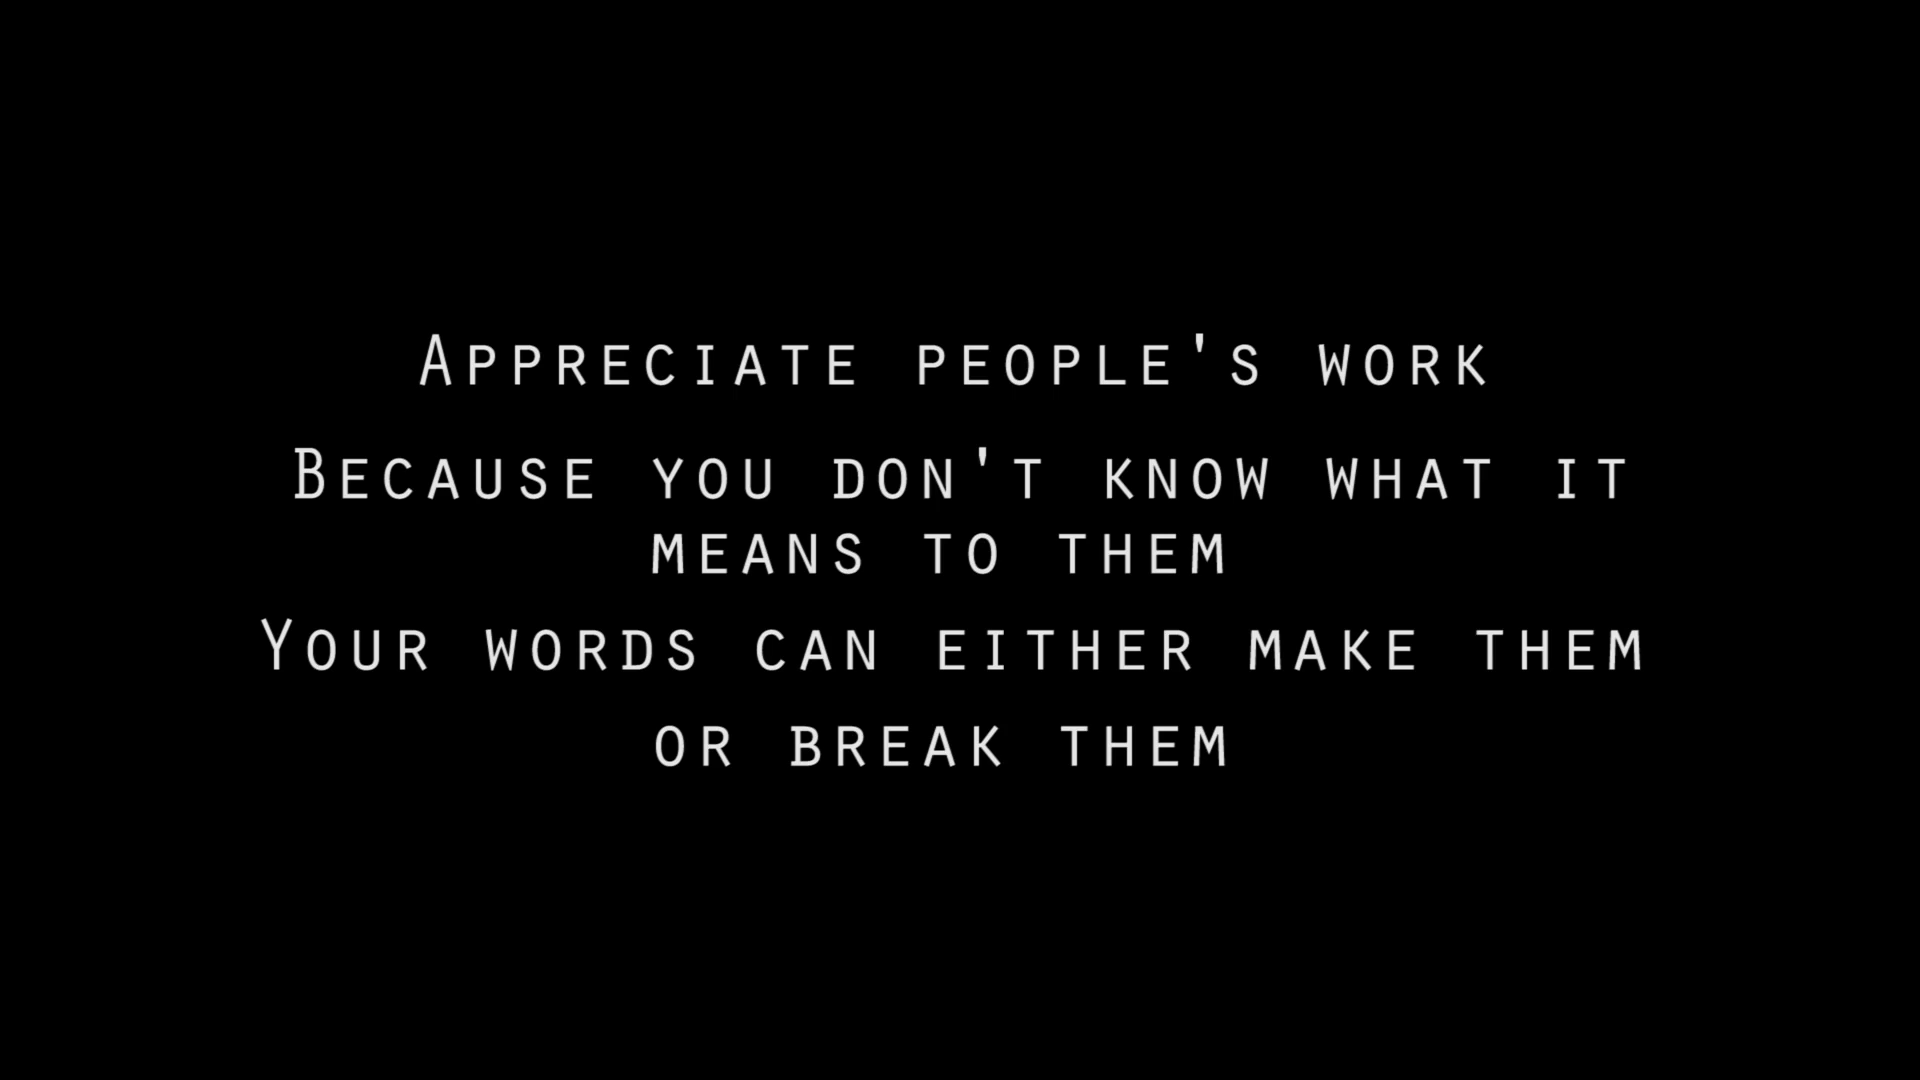 Appreciate people's work
Because you don't know what it
means to them
Your words can either make them
or break them